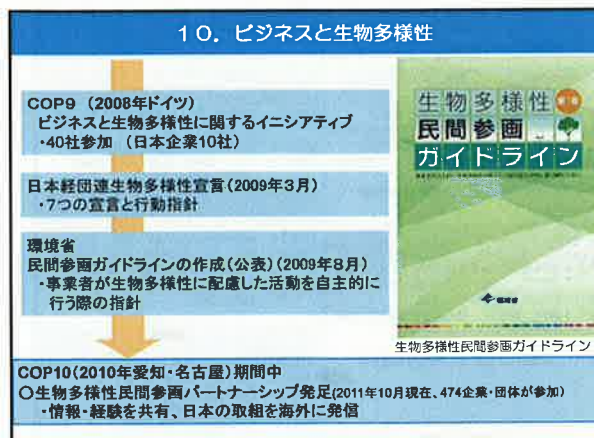 10．ビジネスと生物多様性
COP9 （2008年ドイツ）
ビジネスと生物多様性に関するイニシアティブ
・40社参加 （日本企業10社）
日本経団連生物多様性宣言（2009年３月）
・７つの宣言と行動指針
環境省
民間参画ガイドラインの作成（公表）（2009年８月）
・事業者が生物多様性に配慮した活動を自主的に
行う際の指針
生物多様性
民間参画
ガイドライン
環境省
生物多様性民間参画ガイドライン
COP10（2010年愛知・名古屋）期間中
○生物多様性民間参画パートナーシップ発足(2011年10月現在、474企業・団体が参加）
・情報・経験を共有、日本の取組を海外に発信